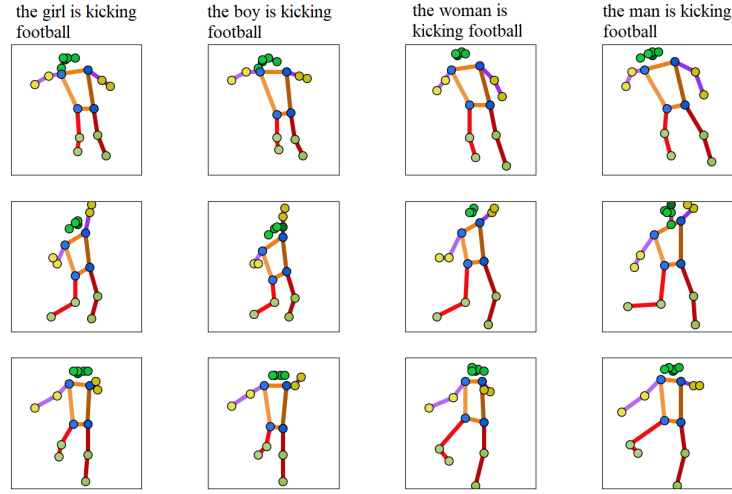 the girl is kicking
football
the boy is kicking
football
the woman is
kicking football
the man is kicking
football